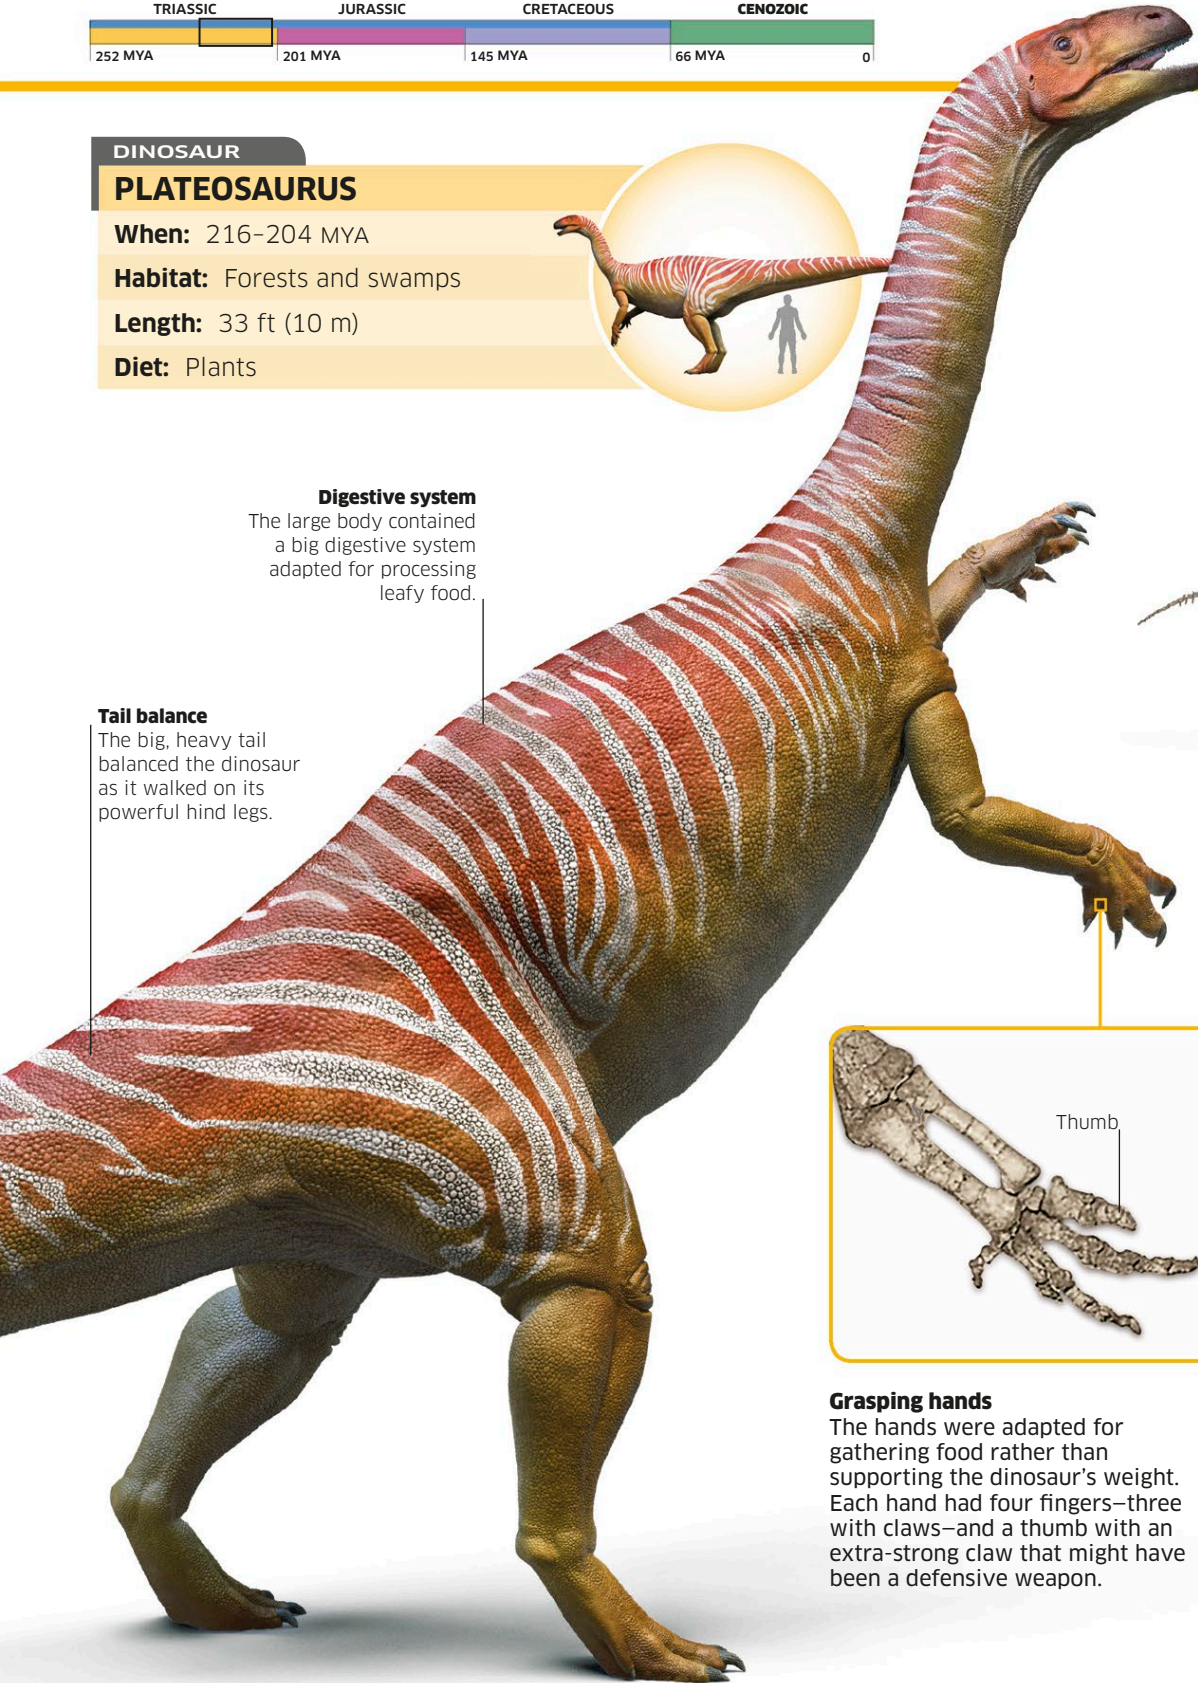 TRIASSIC
JURASSIC
CRETACEOUS
CENOZOIC
252 MYA
201 MYA
145 MYA
66 MYA
0
DINOSAUR
PLATEOSAURUS
When: 216–204 MYA
Habitat: Forests and swamps
Length: 33 ft (10 m)
Diet: Plants
Digestive system
The large body contained
a big digestive system
adapted for processing
leafy food.
Tail balance
The big, heavy tail
balanced the dinosaur
as it walked on its
powerful hind legs.
Thumb
Grasping hands
The hands were adapted for
gathering food rather than
supporting the dinosaur’s weight.
Each hand had four fingers—three
with claws—and a thumb with an
extra-strong claw that might have
been a defensive weapon.